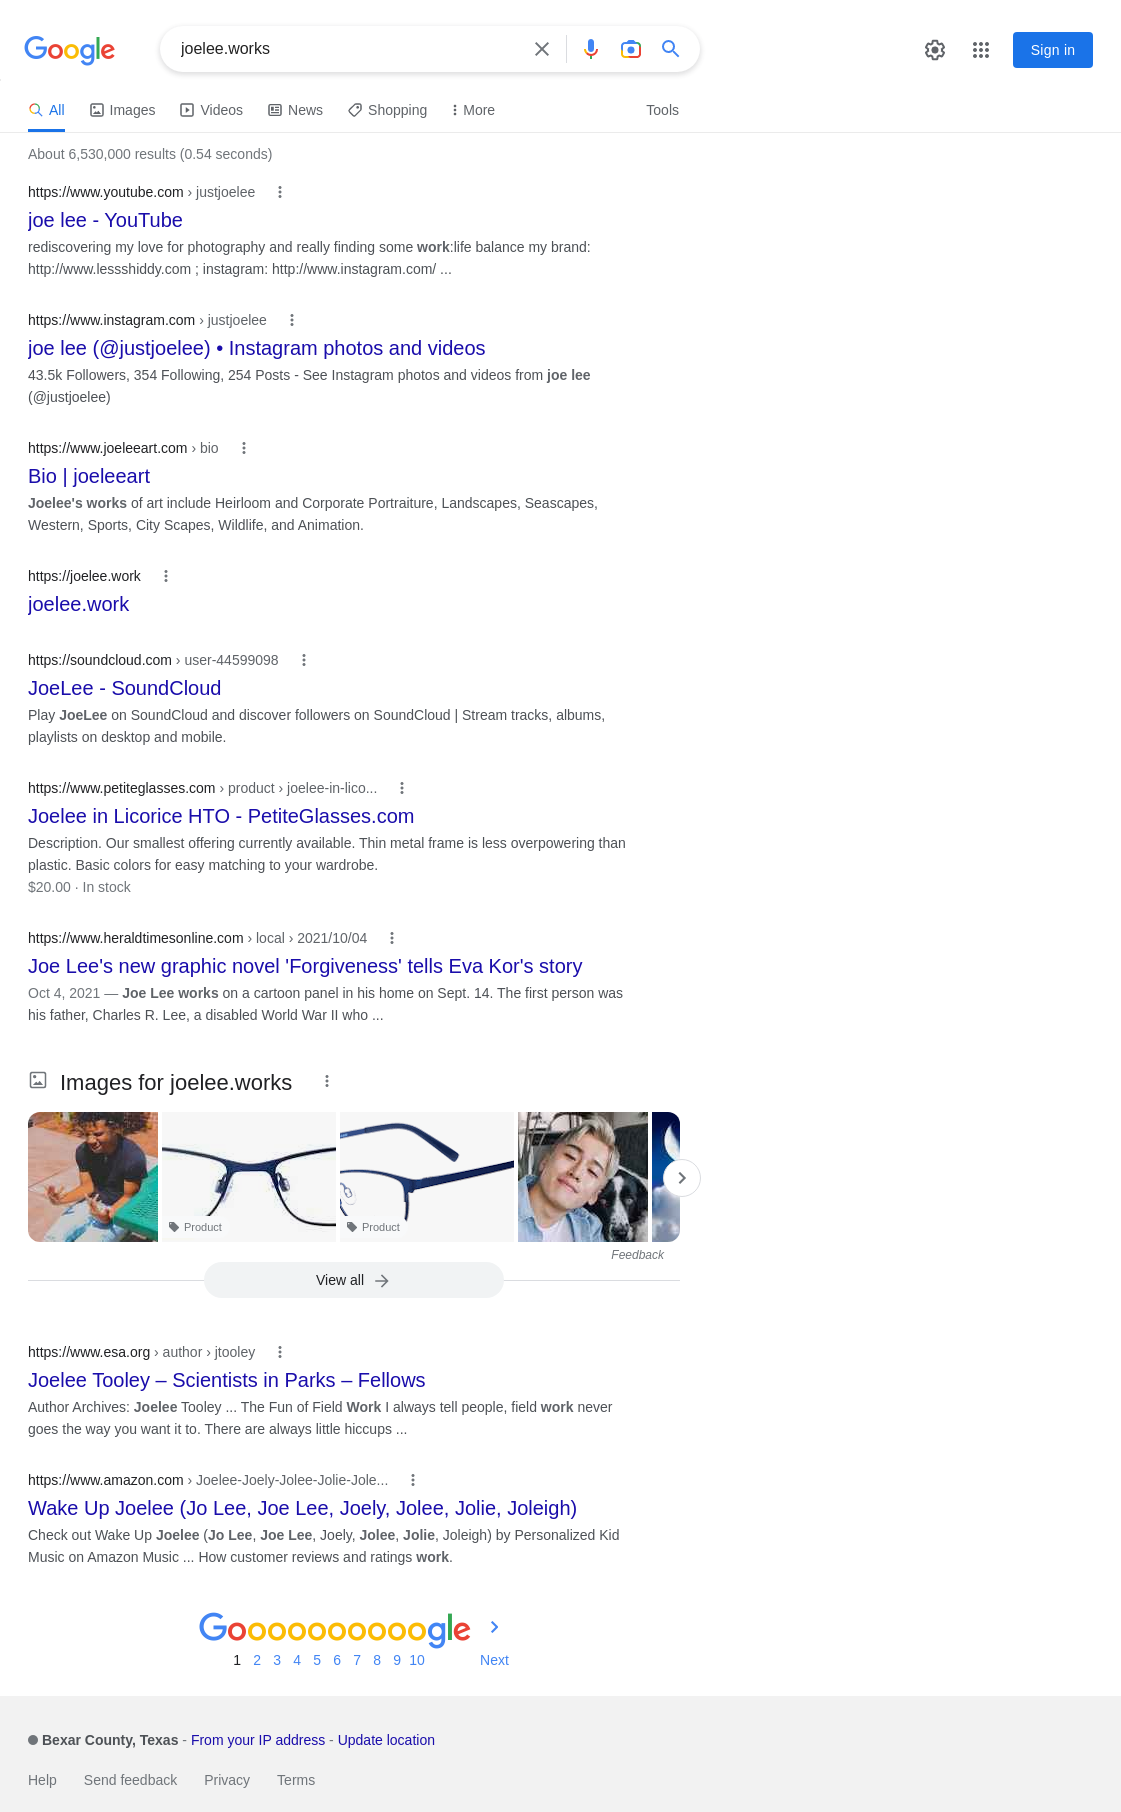 Google
joelee.works
Sign in
All
Images
Videos
News
Shopping
More
Tools
About 6,530,000 results (0.54 seconds)
https://www.youtube.com › justjoelee
joe lee - YouTube
rediscovering my love for photography and really finding some work:life balance my brand:
http://www.lessshiddy.com ; instagram: http://www.instagram.com/ ...
https://www.instagram.com › justjoelee
joe lee (@justjoelee) • Instagram photos and videos
43.5k Followers, 354 Following, 254 Posts - See Instagram photos and videos from joe lee
(@justjoelee)
https://www.joeleeart.com › bio
Bio | joeleeart
Joelee's works of art include Heirloom and Corporate Portraiture, Landscapes, Seascapes,
Western, Sports, City Scapes, Wildlife, and Animation.
https://joelee.work
joelee.work
https://soundcloud.com › user-44599098
JoeLee - SoundCloud
Play JoeLee on SoundCloud and discover followers on SoundCloud | Stream tracks, albums,
playlists on desktop and mobile.
https://www.petiteglasses.com › product › joelee-in-lico...
Joelee in Licorice HTO - PetiteGlasses.com
Description. Our smallest offering currently available. Thin metal frame is less overpowering than
plastic. Basic colors for easy matching to your wardrobe.
$20.00 · In stock
https://www.heraldtimesonline.com › local › 2021/10/04
Joe Lee's new graphic novel 'Forgiveness' tells Eva Kor's story
Oct 4, 2021 — Joe Lee works on a cartoon panel in his home on Sept. 14. The first person was
his father, Charles R. Lee, a disabled World War II who ...
Images for joelee.works
Product
Product
Feedback
View all
https://www.esa.org › author › jtooley
Joelee Tooley – Scientists in Parks – Fellows
Author Archives: Joelee Tooley ... The Fun of Field Work I always tell people, field work never
goes the way you want it to. There are always little hiccups ...
https://www.amazon.com › Joelee-Joely-Jolee-Jolie-Jole...
Wake Up Joelee (Jo Lee, Joe Lee, Joely, Jolee, Jolie, Joleigh)
Check out Wake Up Joelee (Jo Lee, Joe Lee, Joely, Jolee, Jolie, Joleigh) by Personalized Kid
Music on Amazon Music ... How customer reviews and ratings work.
Goooooooooogle
1 2 3 4 5 6 7 8 9 10 Next
Bexar County, Texas - From your IP address - Update location
Help Send feedback Privacy Terms